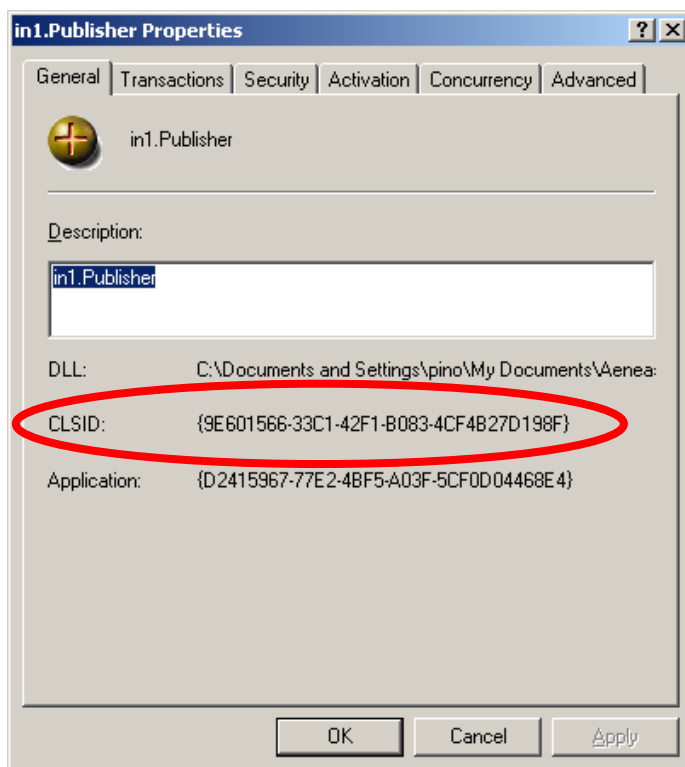 in1.Publisher Properties
General Transactions Security Activation Concurrency Advanced
in1.Publisher
Description:
in1.Publisher
DLL: C:\Documents and Settings\pino\My Documents\Aenea
CLSID: {9E601566-33C1-42F1-B083-4CF4B27D198F}
Application: {D2415967-77E2-4BF5-A03F-5CF0D04468E4}
OK Cancel Apply